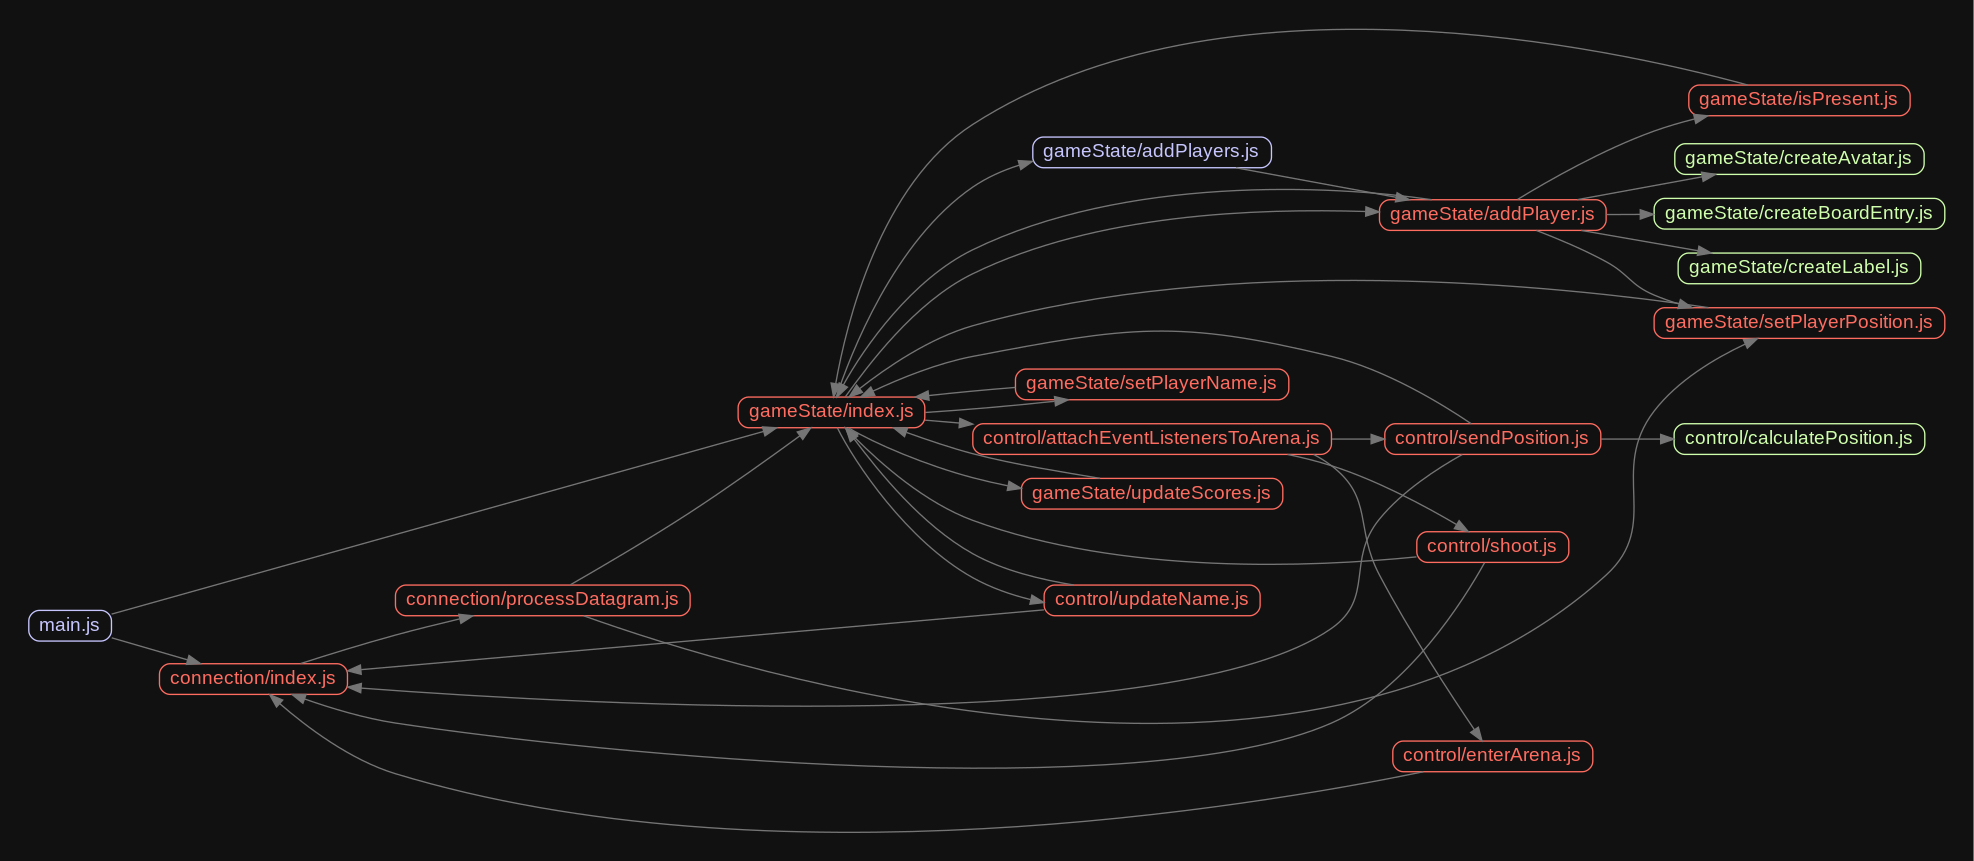 gameState/isPresent.js
gameState/addPlayers.js
gameState/createAvatar.js
gameState/addPlayer.js
gameState/createBoardEntry.js
gameState/createLabel.js
gameState/setPlayerPosition.js
gameState/setPlayerName.js
gameState/index.js
control/attachEventListenersToArena.js
control/sendPosition.js
control/calculatePosition.js
gameState/updateScores.js
control/shoot.js
connection/processDatagram.js
control/updateName.js
main.js
connection/index.js
control/enterArena.js